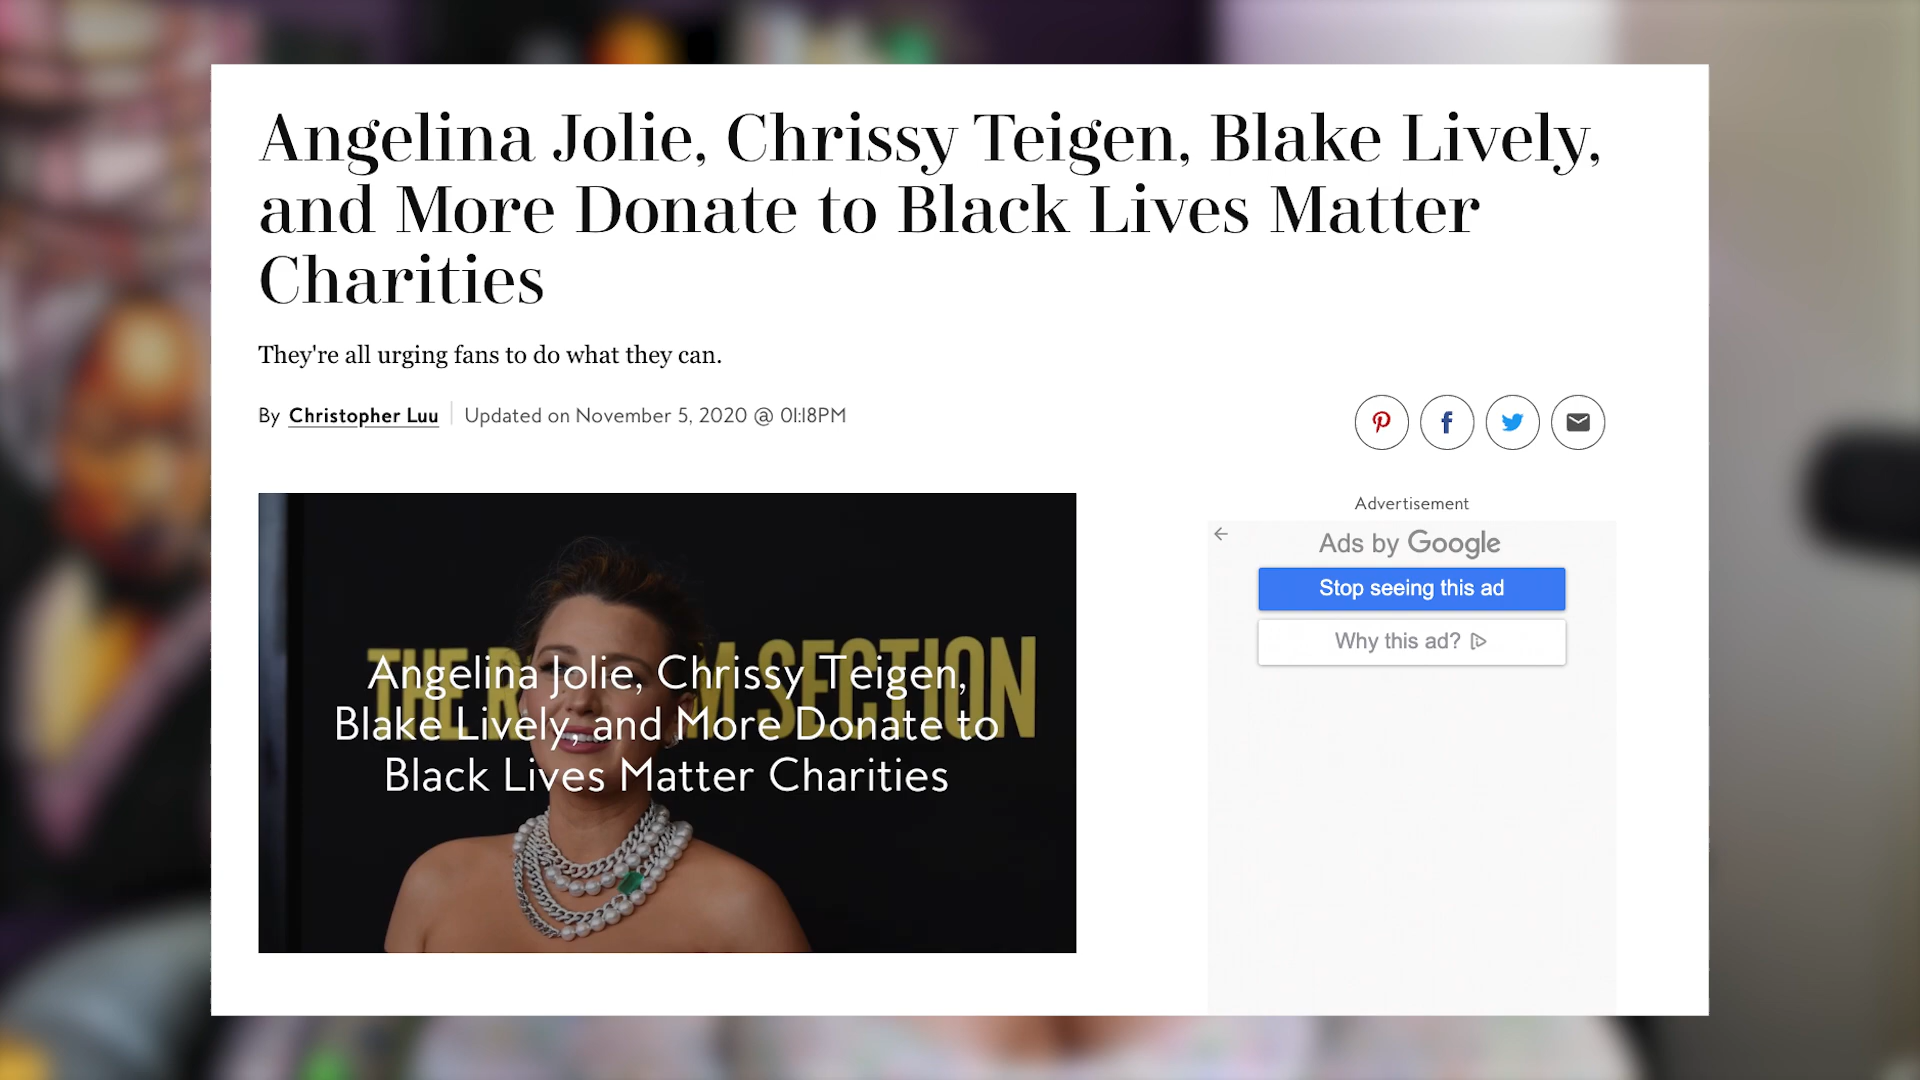 Angelina Jolie, Chrissy Teigen, Blake Lively,
and More Donate to Black Lives Matter
Charities
They're all urging fans to do what they can.
By Christopher Luu Updated on November 5, 2020 @ 01:18PM
THE R M SECTION
Angelina Jolie, Chrissy Teigen,
Blake Lively, and More Donate to
Black Lives Matter Charities
Advertisement
Ads by Google
Stop seeing this ad
Why this ad?